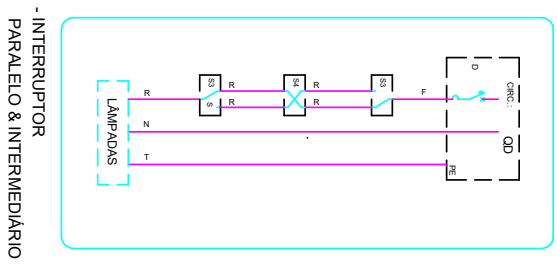 - INTERRUPTOR
PARALELO & INTERMEDIÁRIO
LÂMPADAS
R
N
T
S3
S
R
R
S4
R
R
S3
F
D
CIRC.:
QD
PE